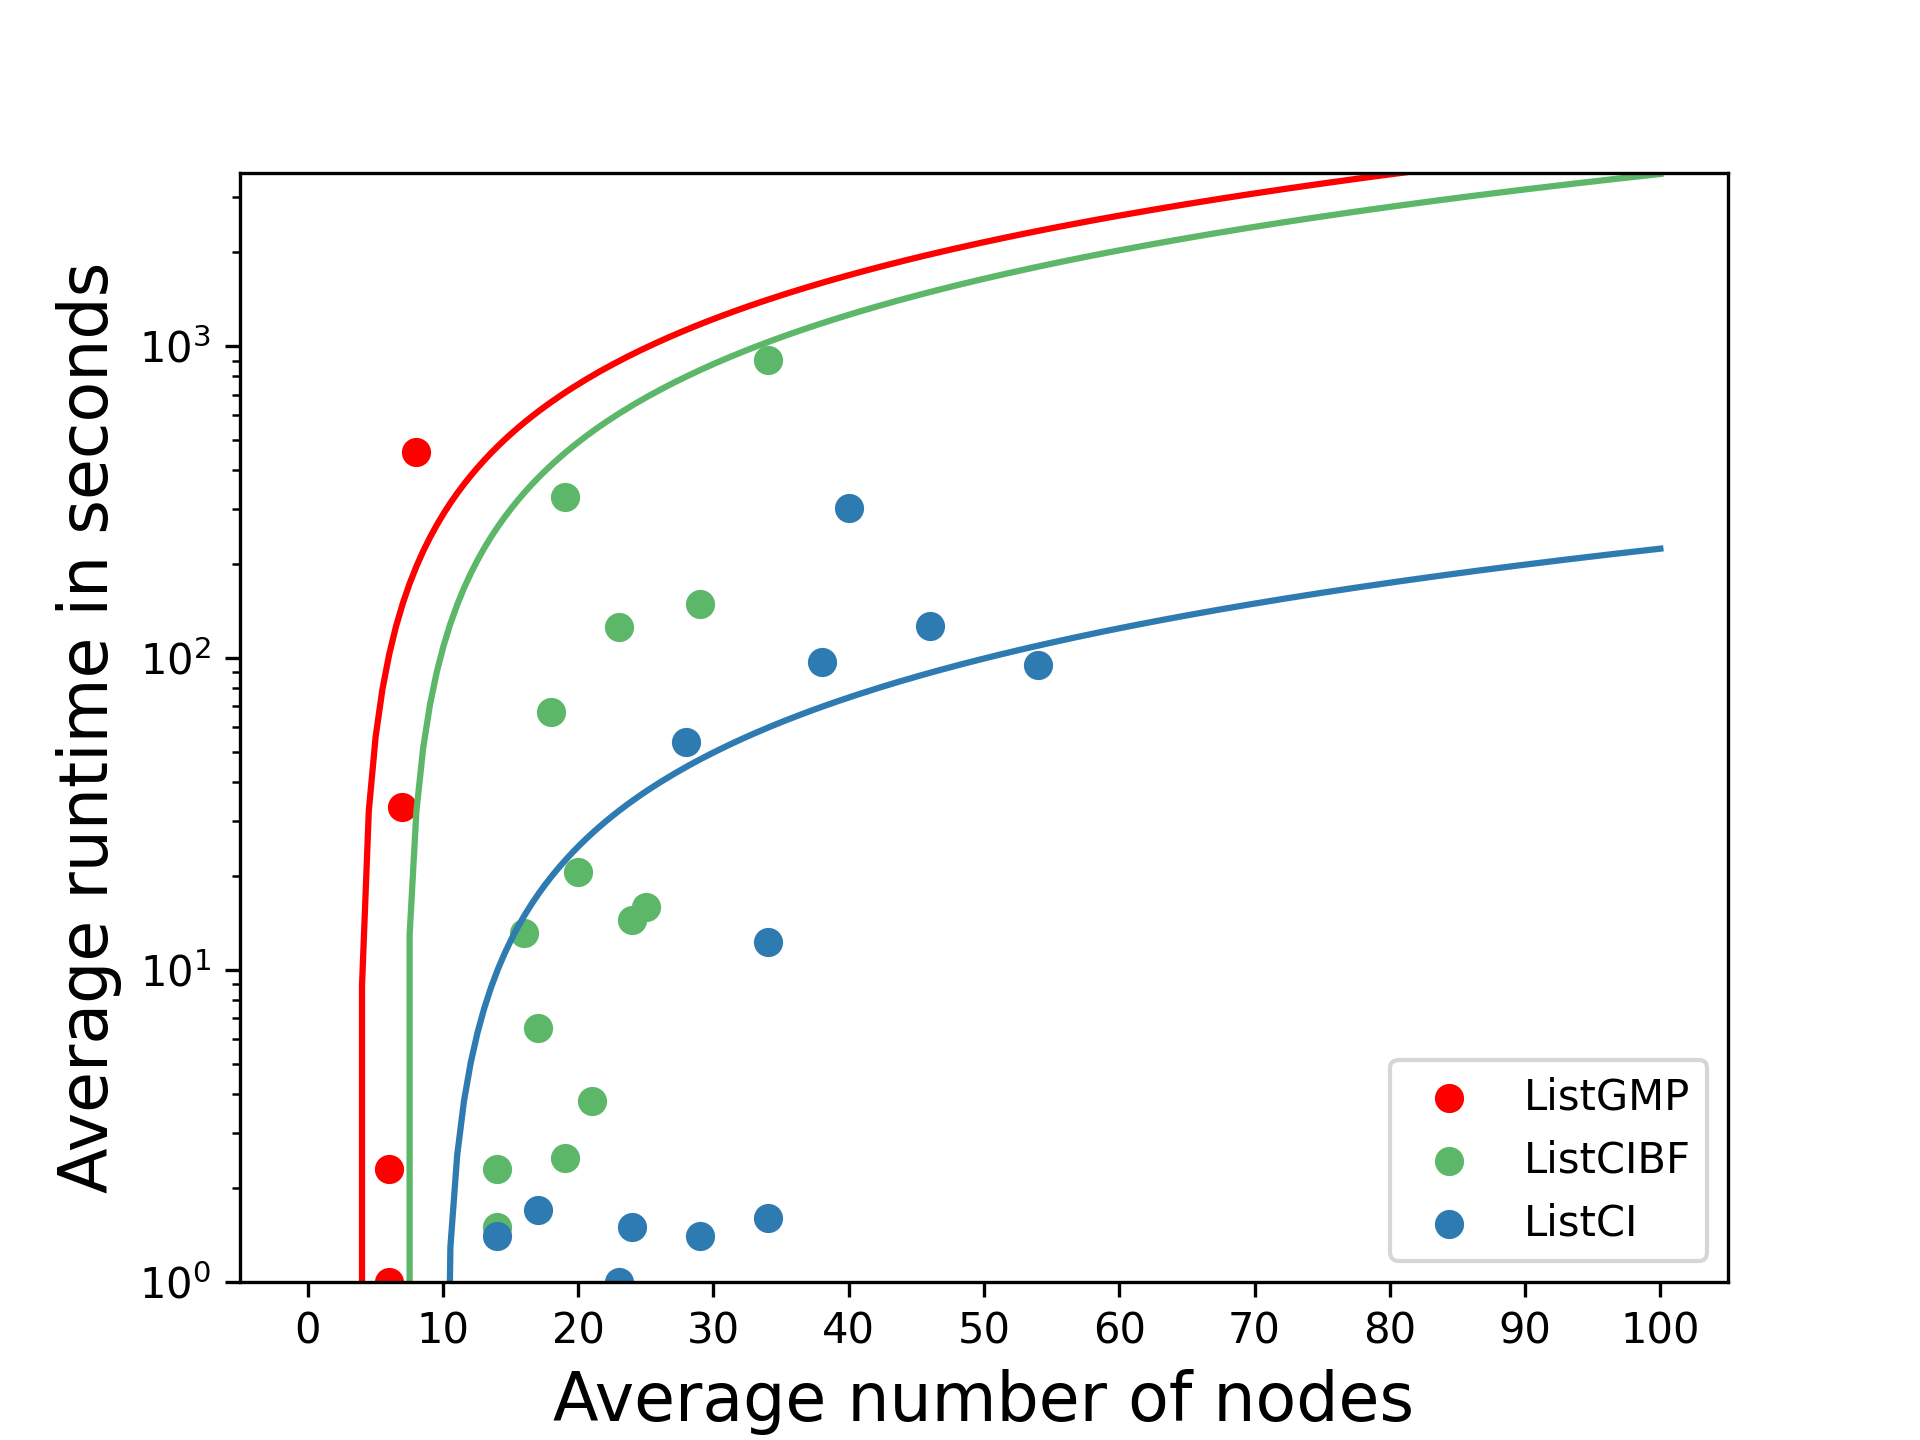 Average runtime in seconds
10³
10²
10¹
10⁰
ListGMP
ListCIBF
ListCI
0 10 20 30 40 50 60 70 80 90 100
Average number of nodes